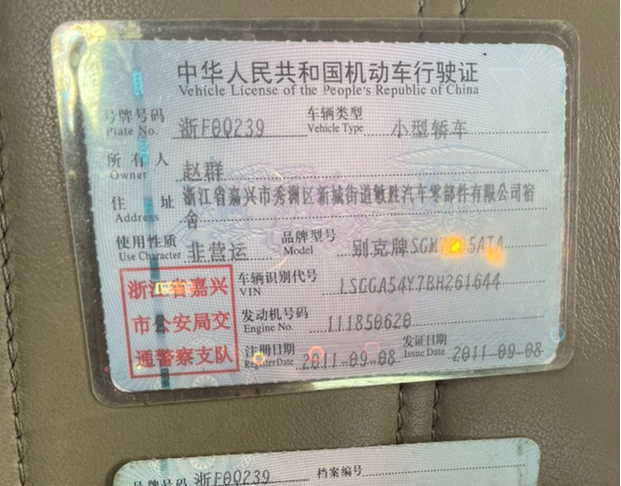 中华人民共和国机动车行驶证
Vehicle License of the People's Republic of China
号牌号码 浙F0Q239 车辆类型 小型轿车
Plate No. Vehicle Type
所有人 赵群
Owner
住址 浙江省嘉兴市秀洲区新城街道敏胜汽车零部件有限公司宿
Address 舍
使用性质 非营运 品牌型号 别克牌
Use Character Model
浙江省嘉兴 车辆识别代号 LSGGA54Y7BH261644
VIN
市公安局交 发动机号码 111850620
Engine No.
通警察支队 注册日期 2011-09-08 发证日期 2011-09-08
Register Date Issue Date
号牌号码 浙F0Q239 档案编号